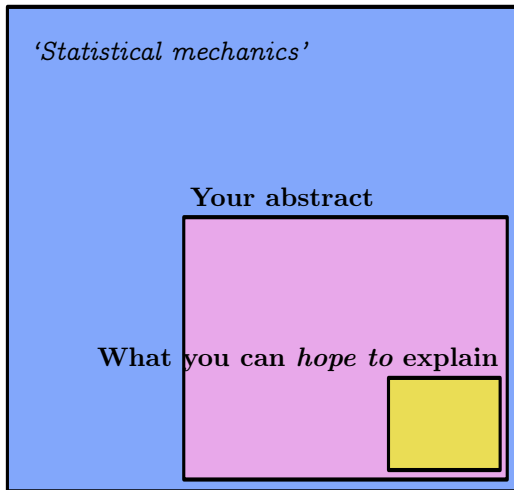 ‘Statistical mechanics’
Your abstract
What you can hope to explain